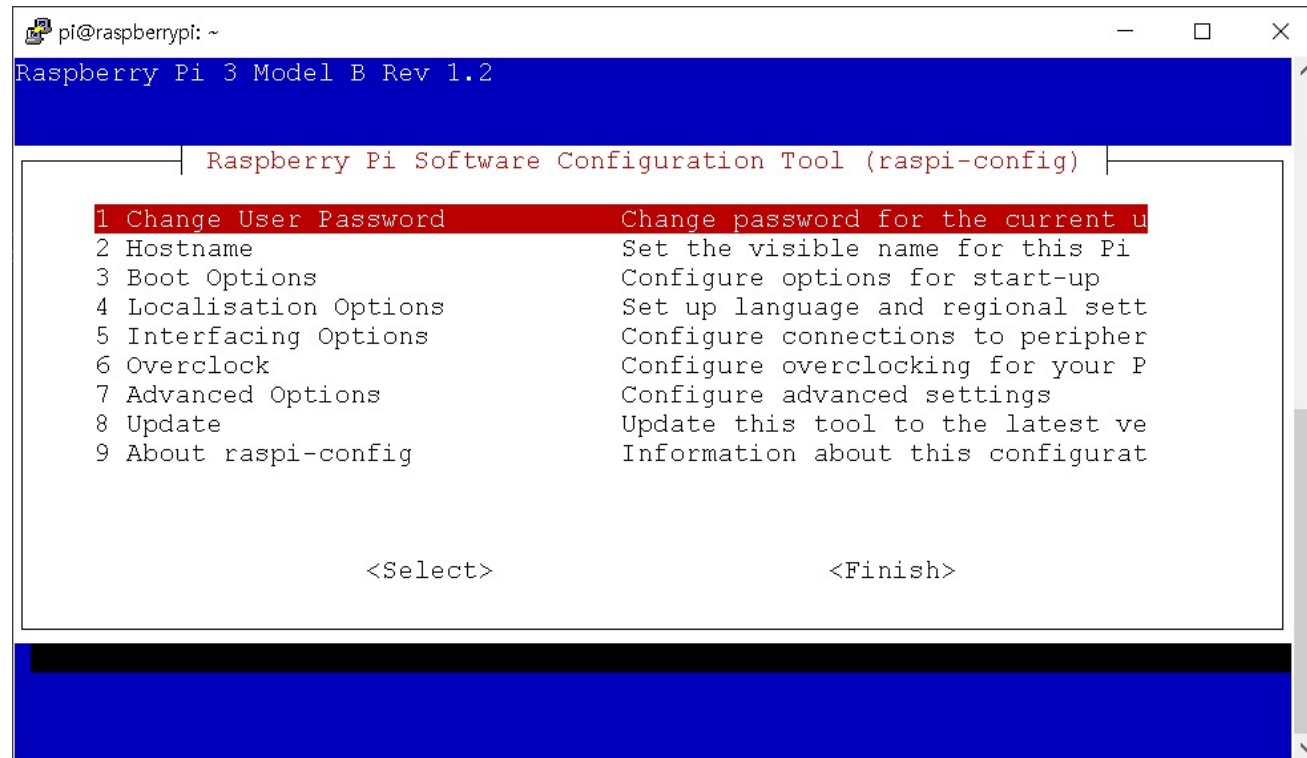 pi@raspberrypi: ~
Raspberry Pi 3 Model B Rev 1.2
Raspberry Pi Software Configuration Tool (raspi-config)
1 Change User Password Change password for the current u
2 Hostname Set the visible name for this Pi
3 Boot Options Configure options for start-up
4 Localisation Options Set up language and regional sett
5 Interfacing Options Configure connections to peripher
6 Overclock Configure overclocking for your P
7 Advanced Options Configure advanced settings
8 Update Update this tool to the latest ve
9 About raspi-config Information about this configurat
<Select> <Finish>